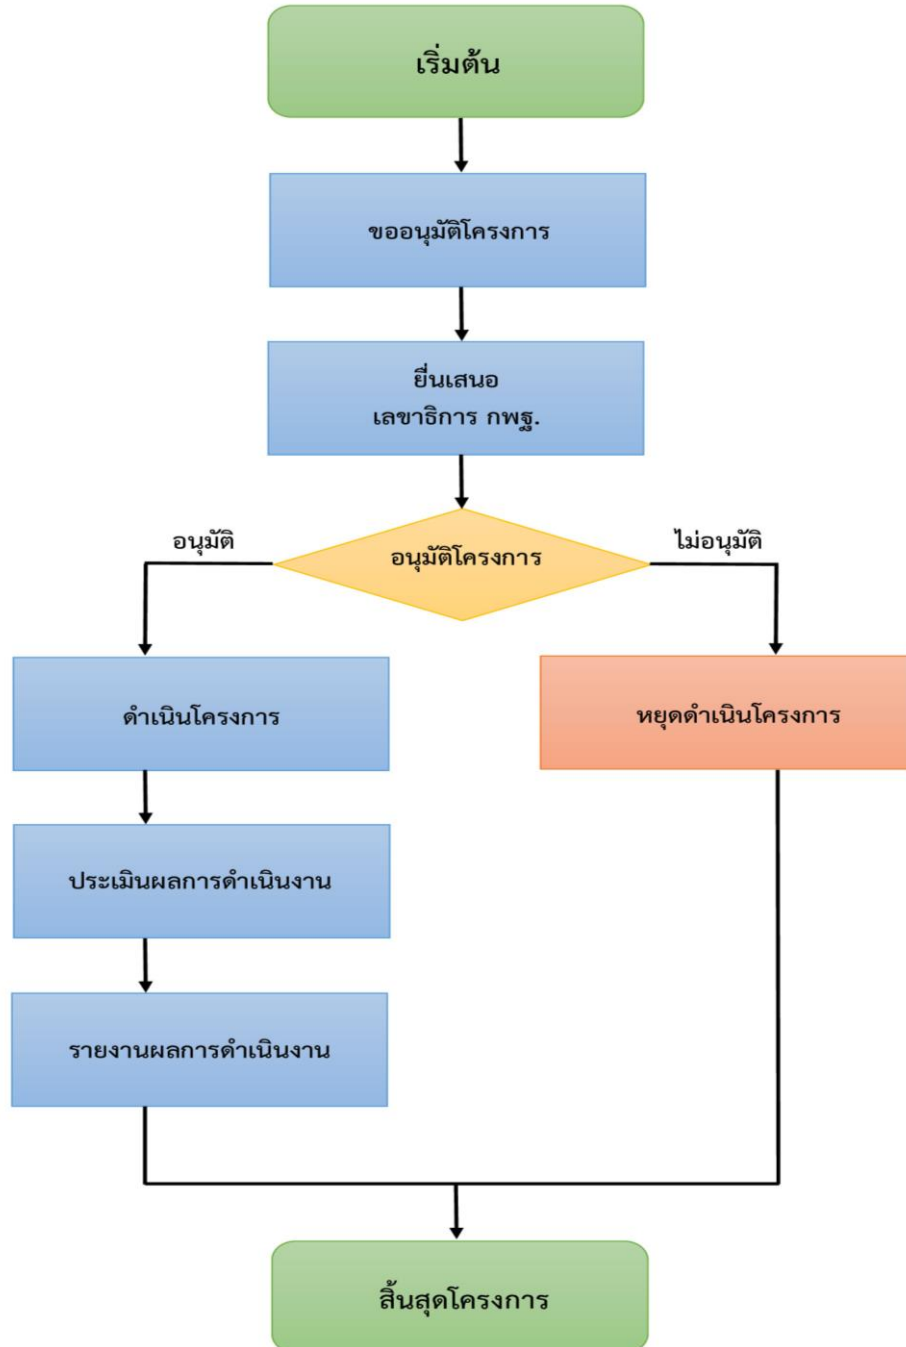 เริ่มต้น
ขออนุมัติโครงการ
ยื่นเสนอ
เลขาธิการ กพฐ.
อนุมัติ
อนุมัติโครงการ
ไม่อนุมัติ
ดำเนินโครงการ
หยุดดำเนินโครงการ
ประเมินผลการดำเนินงาน
รายงานผลการดำเนินงาน
สิ้นสุดโครงการ